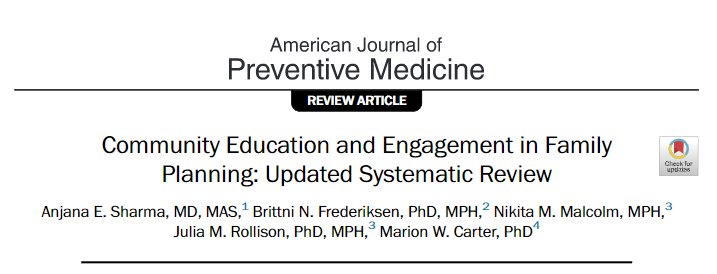 American Journal of
Preventive Medicine
REVIEW ARTICLE
Community Education and Engagement in Family
Planning: Updated Systematic Review
Check for
updates
Anjana E. Sharma, MD, MAS,1 Brittni N. Frederiksen, PhD, MPH,2 Nikita M. Malcolm, MPH,3
Julia M. Rollison, PhD, MPH,3 Marion W. Carter, PhD4